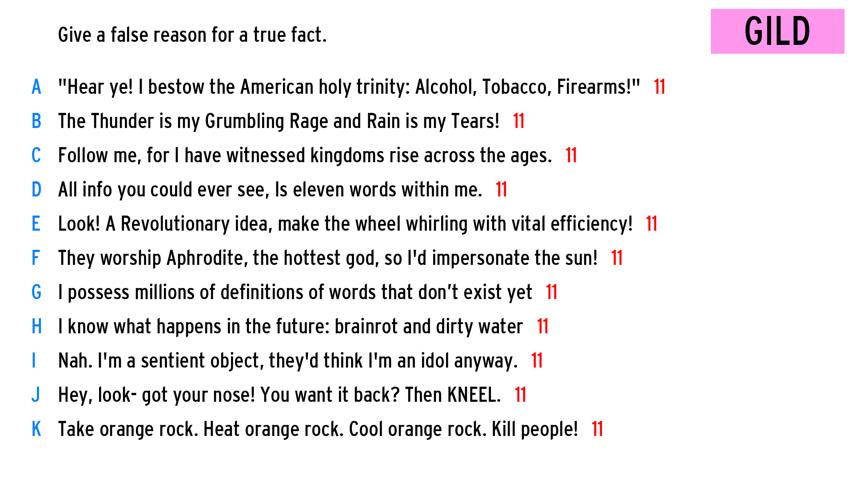 Give a false reason for a true fact.
GILD
A "Hear ye! I bestow the American holy trinity: Alcohol, Tobacco, Firearms!" 11
B The Thunder is my Grumbling Rage and Rain is my Tears! 11
C Follow me, for I have witnessed kingdoms rise across the ages. 11
D All info you could ever see, Is eleven words within me. 11
E Look! A Revolutionary idea, make the wheel whirling with vital efficiency! 11
F They worship Aphrodite, the hottest god, so I'd impersonate the sun! 11
G I possess millions of definitions of words that don't exist yet 11
H I know what happens in the future: brainrot and dirty water 11
I Nah. I'm a sentient object, they'd think I'm an idol anyway. 11
J Hey, look- got your nose! You want it back? Then KNEEL. 11
K Take orange rock. Heat orange rock. Cool orange rock. Kill people! 11